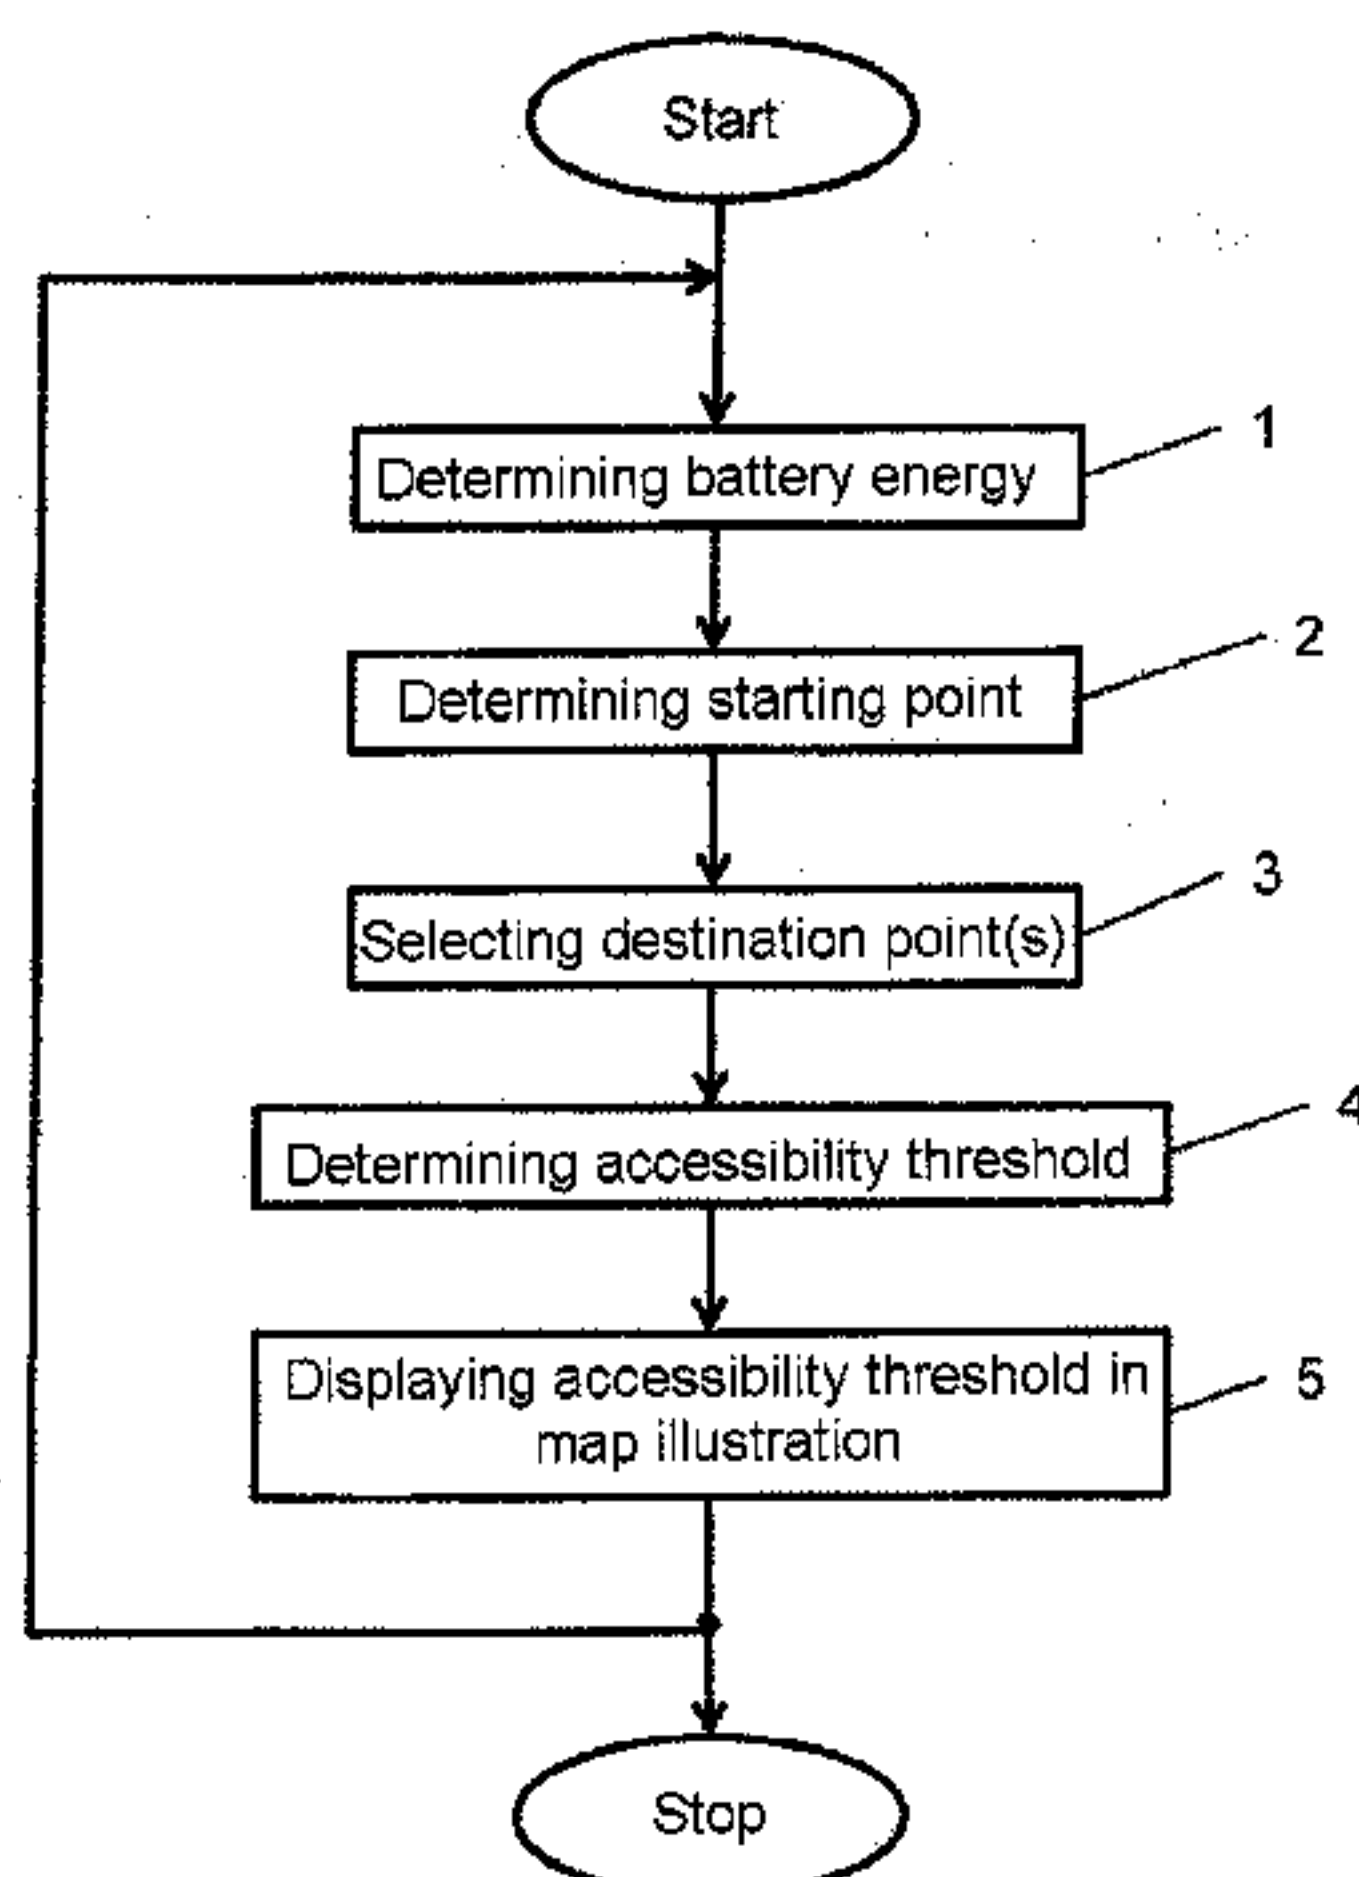 Start
Determining battery energy
1
Determining starting point
2
Selecting destination point(s)
3
Determining accessibility threshold
4
Displaying accessibility threshold in
map illustration
5
Stop